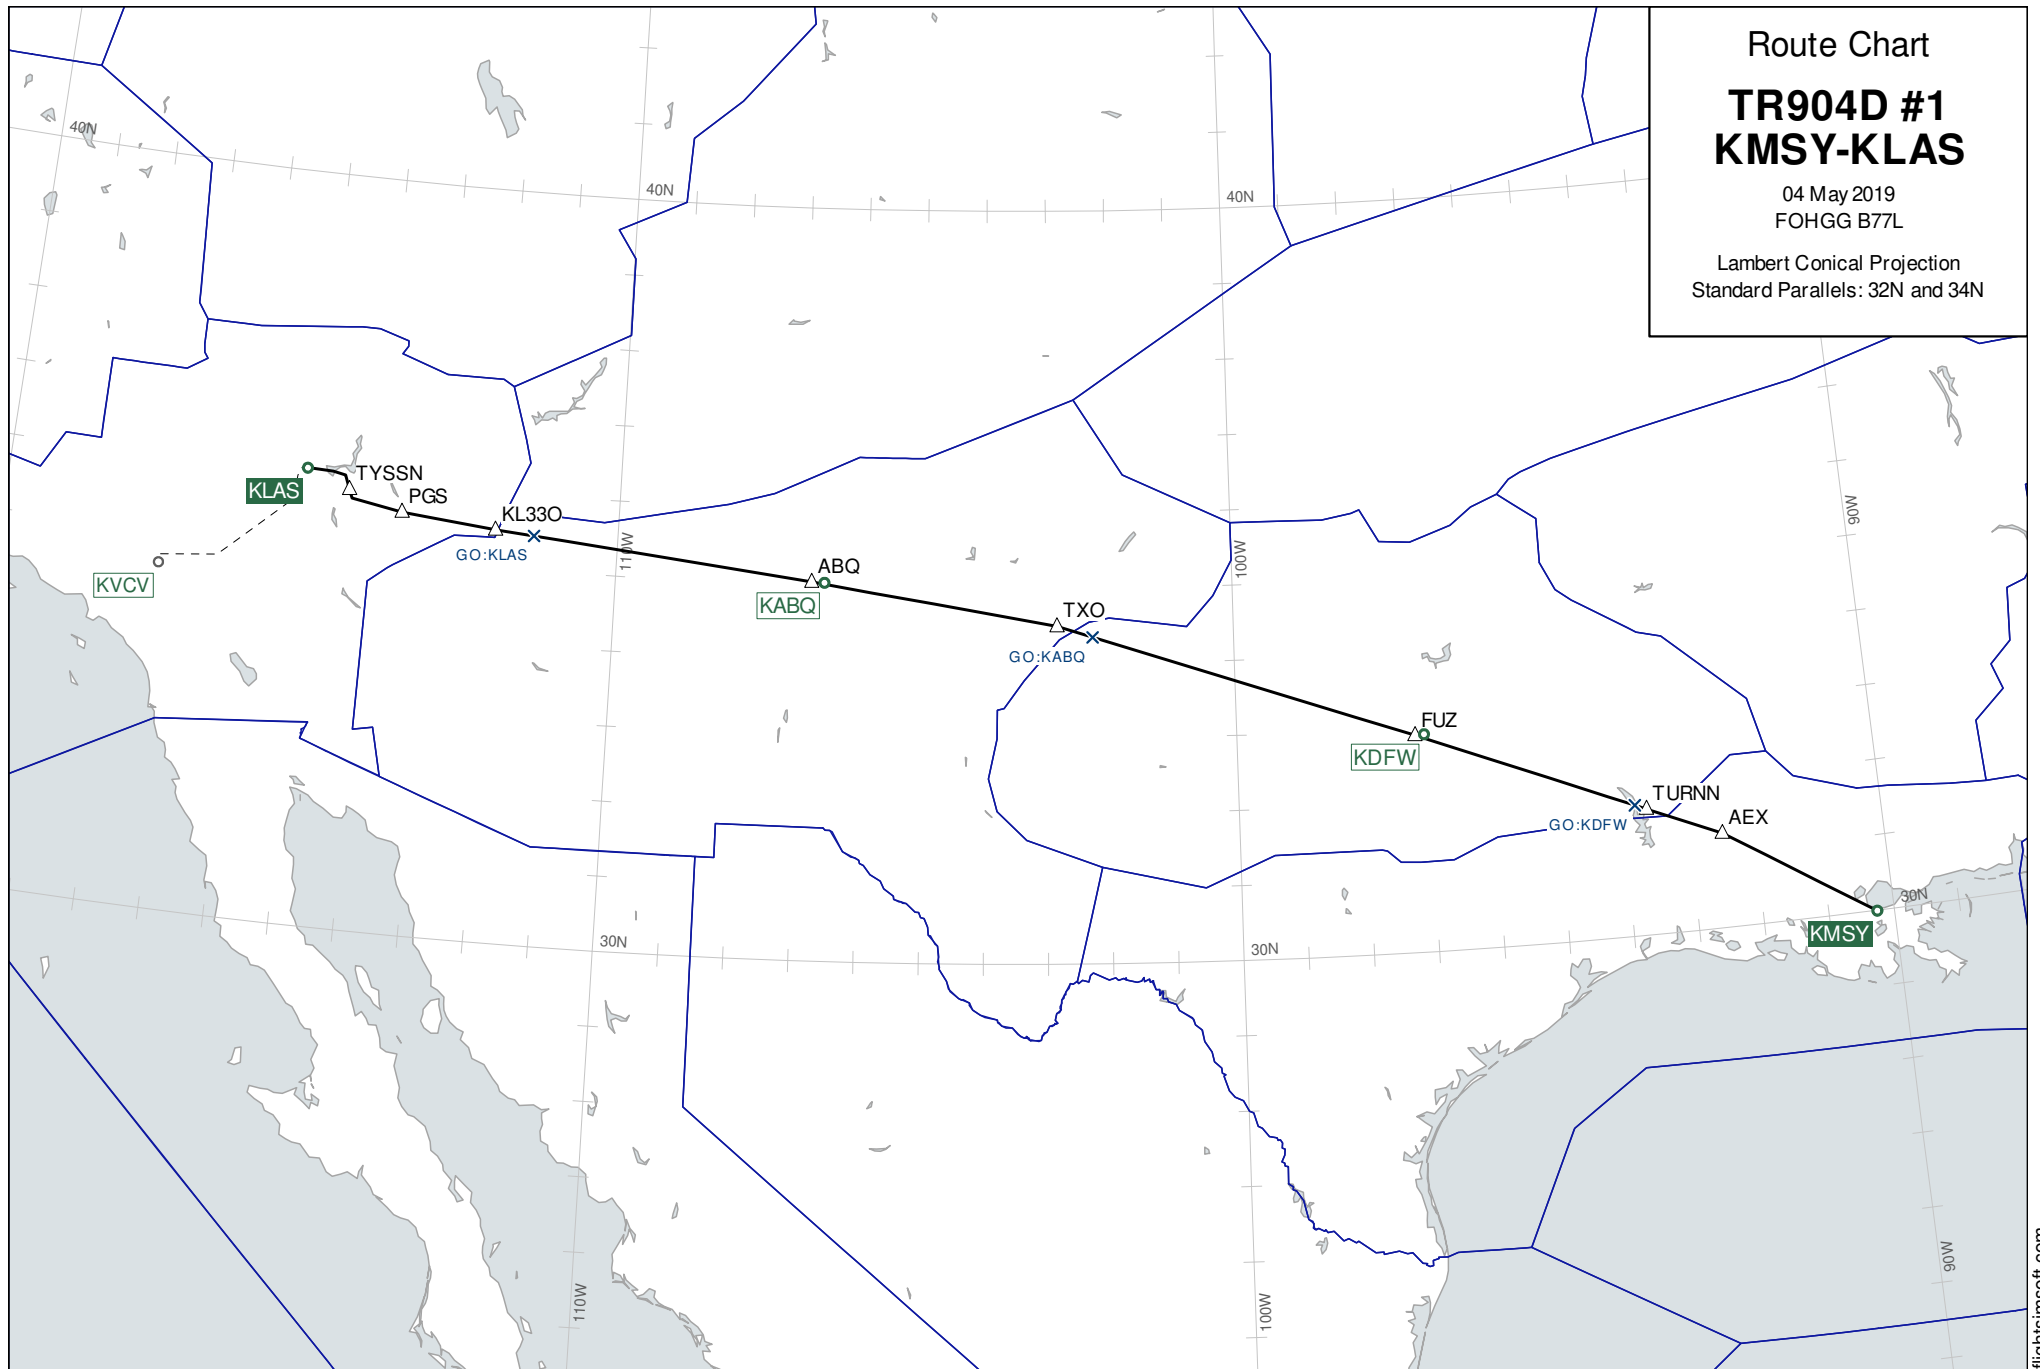 Route Chart
TR904D #1
KMSY-KLAS
04 May 2019
FOHGG B77L
Lambert Conical Projection
Standard Parallels: 32N and 34N
40N
40N
40N
TYSSN
KLAS
PGS
90W
KL33O
GO:KLAS
110W
100W
ABQ
KVCV
KABQ
TXO
GO:KABQ
FUZ
KDFW
TURNN
AEX
GO:KDFW
30N
KMSY
30N
30N
90W
110W
100W
flightsimsoft.com